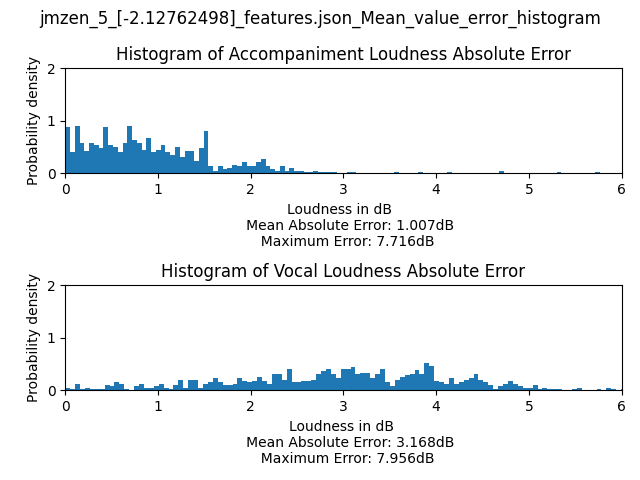 jmzen_5_[-2.12762498]_features.json_Mean_value_error_histogram
Histogram of Accompaniment Loudness Absolute Error
Probability density
2
1
0
0 1 2 3 4 5 6
Loudness in dB
Mean Absolute Error: 1.007dB
Maximum Error: 7.716dB
Histogram of Vocal Loudness Absolute Error
Probability density
2
1
0
0 1 2 3 4 5 6
Loudness in dB
Mean Absolute Error: 3.168dB
Maximum Error: 7.956dB